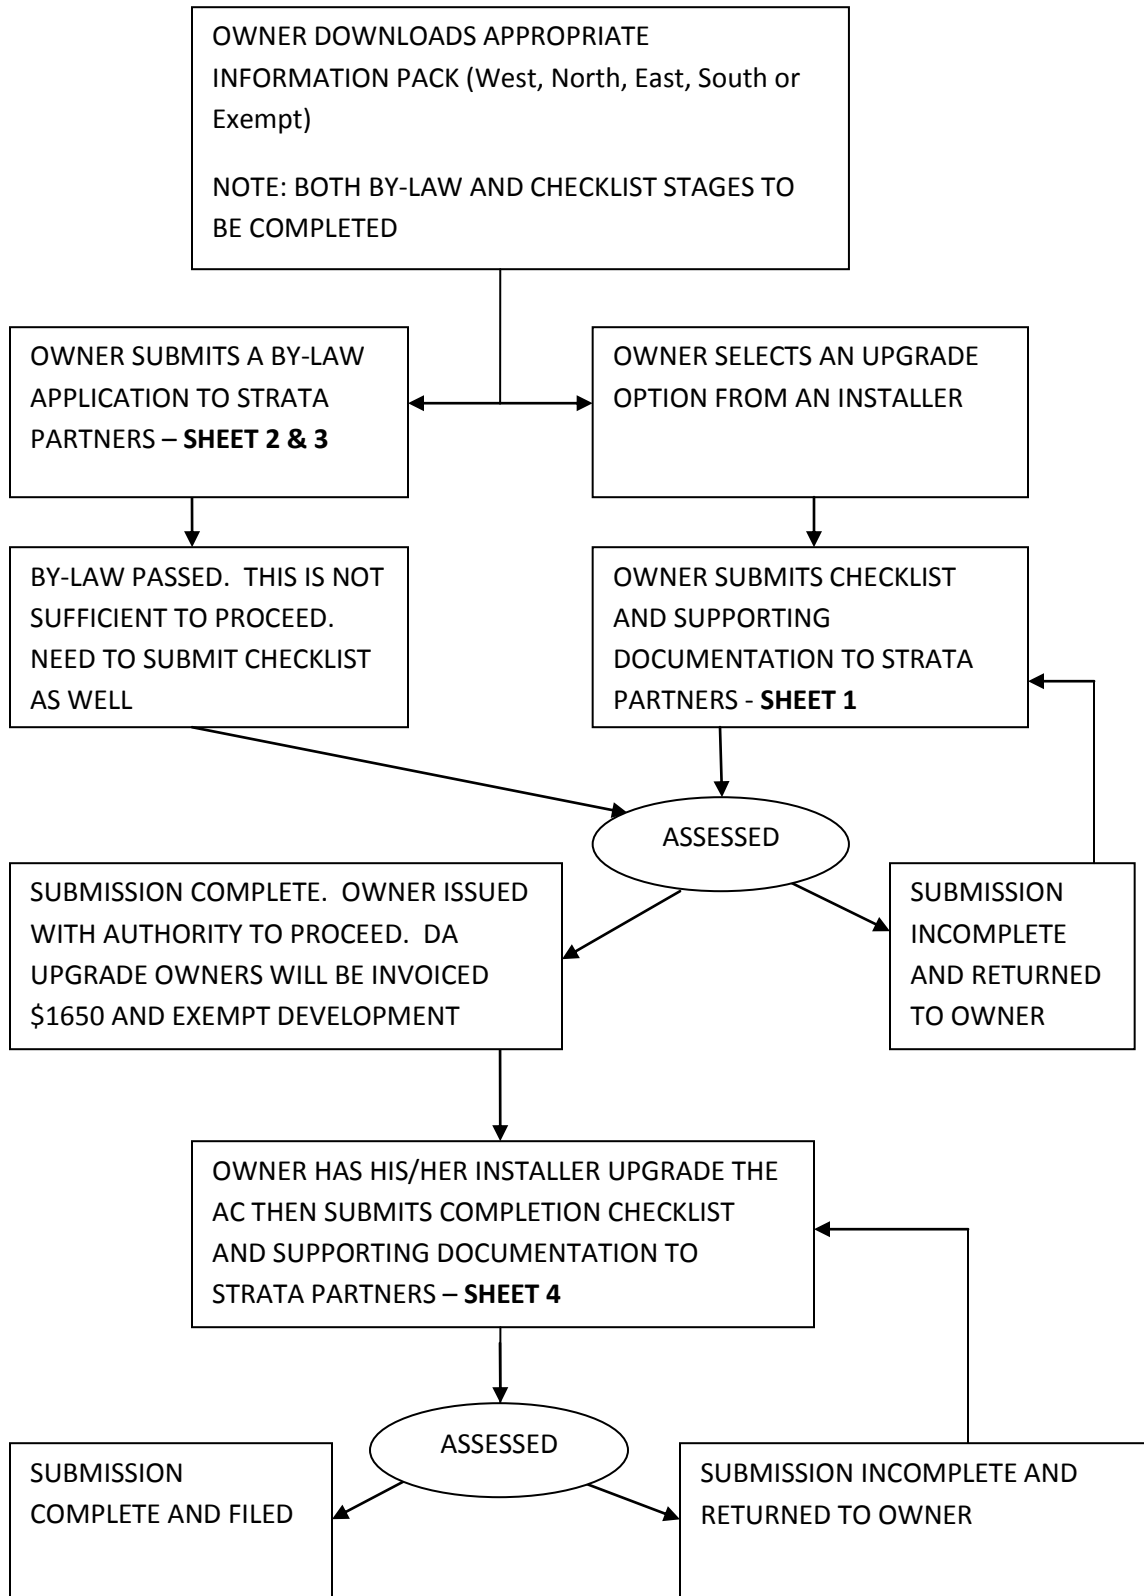 OWNER DOWNLOADS APPROPRIATE
INFORMATION PACK (West, North, East, South or
Exempt)
NOTE: BOTH BY-LAW AND CHECKLIST STAGES TO
BE COMPLETED
OWNER SUBMITS A BY-LAW
APPLICATION TO STRATA
PARTNERS – SHEET 2 & 3
OWNER SELECTS AN UPGRADE
OPTION FROM AN INSTALLER
BY-LAW PASSED. THIS IS NOT
SUFFICIENT TO PROCEED.
NEED TO SUBMIT CHECKLIST
AS WELL
OWNER SUBMITS CHECKLIST
AND SUPPORTING
DOCUMENTATION TO STRATA
PARTNERS - SHEET 1
ASSESSED
SUBMISSION COMPLETE. OWNER ISSUED
WITH AUTHORITY TO PROCEED. DA
UPGRADE OWNERS WILL BE INVOICED
$1650 AND EXEMPT DEVELOPMENT
SUBMISSION
INCOMPLETE
AND RETURNED
TO OWNER
OWNER HAS HIS/HER INSTALLER UPGRADE THE
AC THEN SUBMITS COMPLETION CHECKLIST
AND SUPPORTING DOCUMENTATION TO
STRATA PARTNERS – SHEET 4
ASSESSED
SUBMISSION
COMPLETE AND FILED
SUBMISSION INCOMPLETE AND
RETURNED TO OWNER